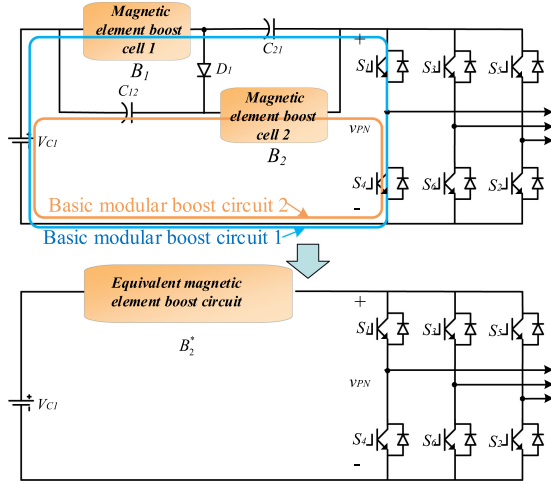 Magnetic
element boost
cell 1
B1
C21
D1
C12
Magnetic
element boost
cell 2
B2
+
S1
S3
S5
VC1
vPN
S4
S6
S2
-
Basic modular boost circuit 2
Basic modular boost circuit 1
Equivalent magnetic
element boost circuit
B2*
+
S1
S3
S5
VC1
vPN
S4
S6
S2
-